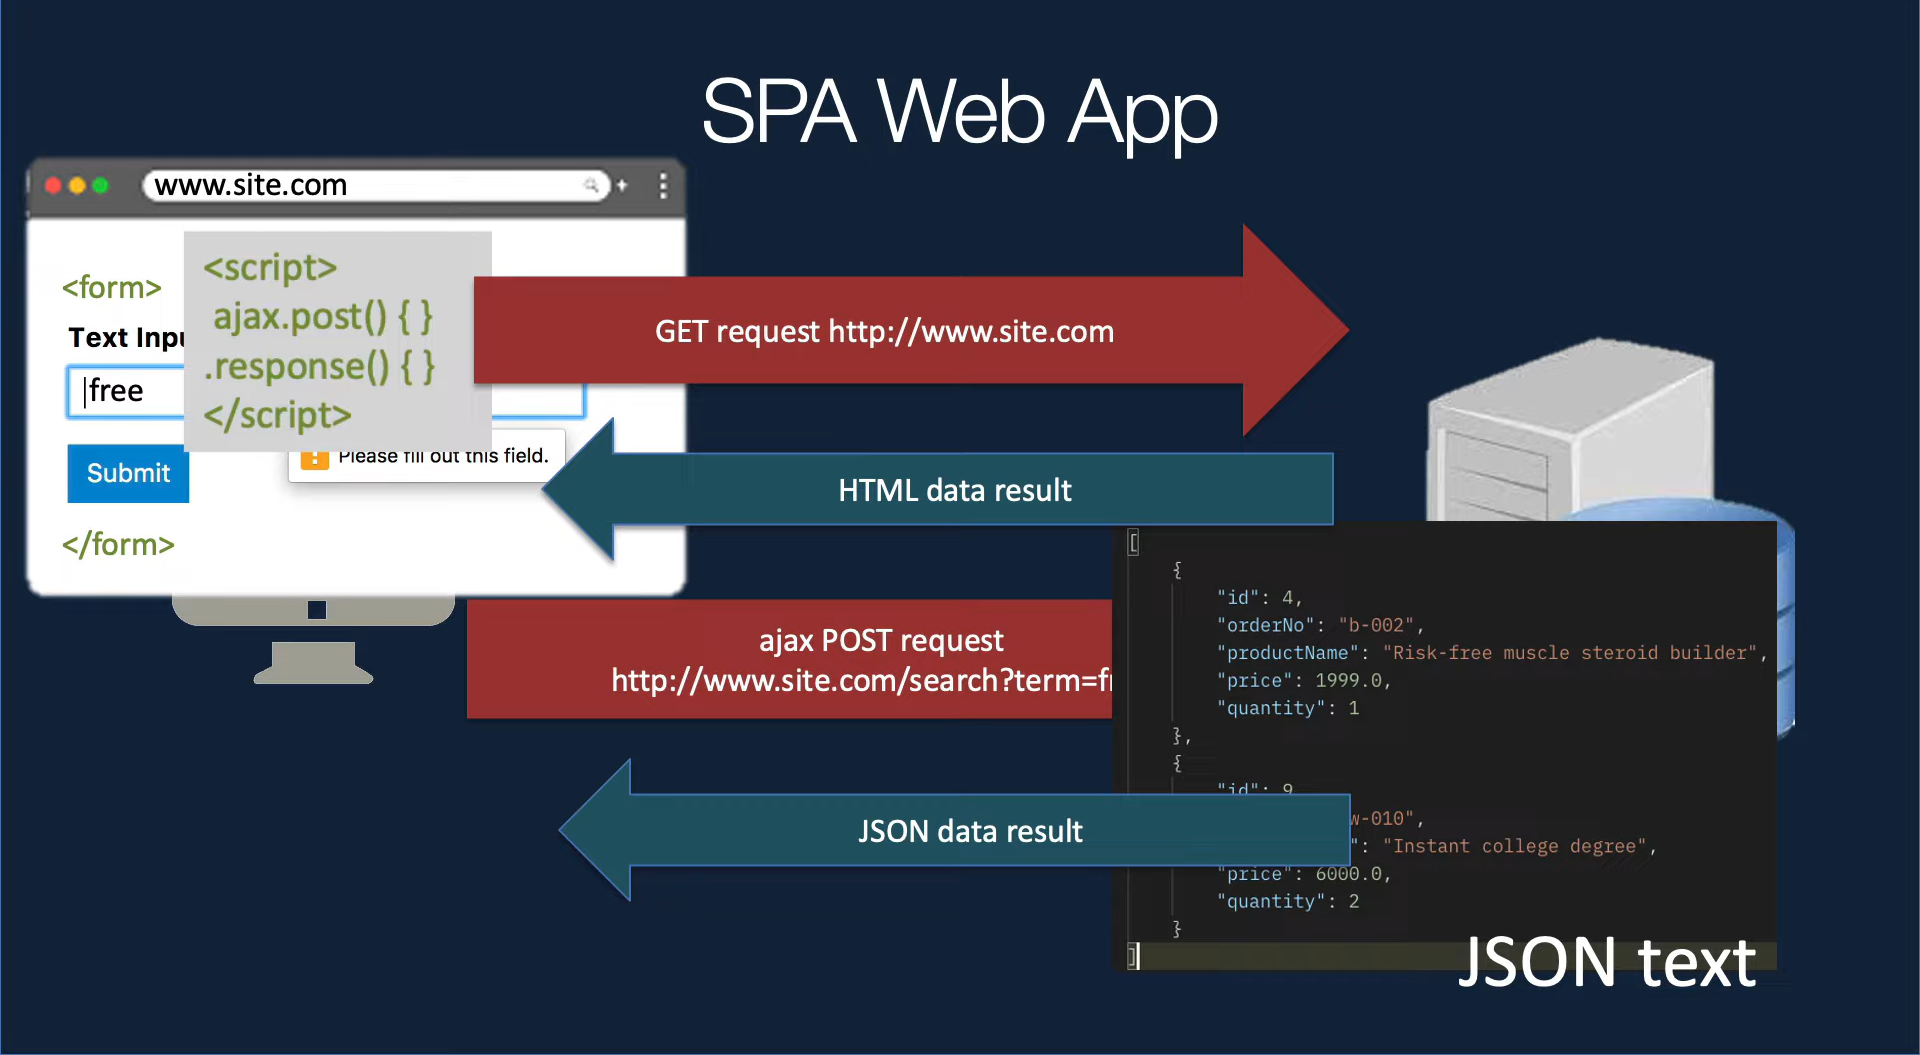 SPA Web App
www.site.com
<form>
Text
free
Submit
</form>
<script>
ajax.post() { }
.response() { }
</script>
Please fill out this field.
GET request http://www.site.com
HTML data result
ajax POST request
http://www.site.com/search?term=
JSON data result
[
{
"id": 4,
"orderNo": "b-002",
"productName": "Risk-free muscle steroid builder",
"price": 1999.0,
"quantity": 1
},
{
"id": 9
-010",
": "Instant college degree",
"price": 6000.0,
"quantity": 2
}
]
JSON text